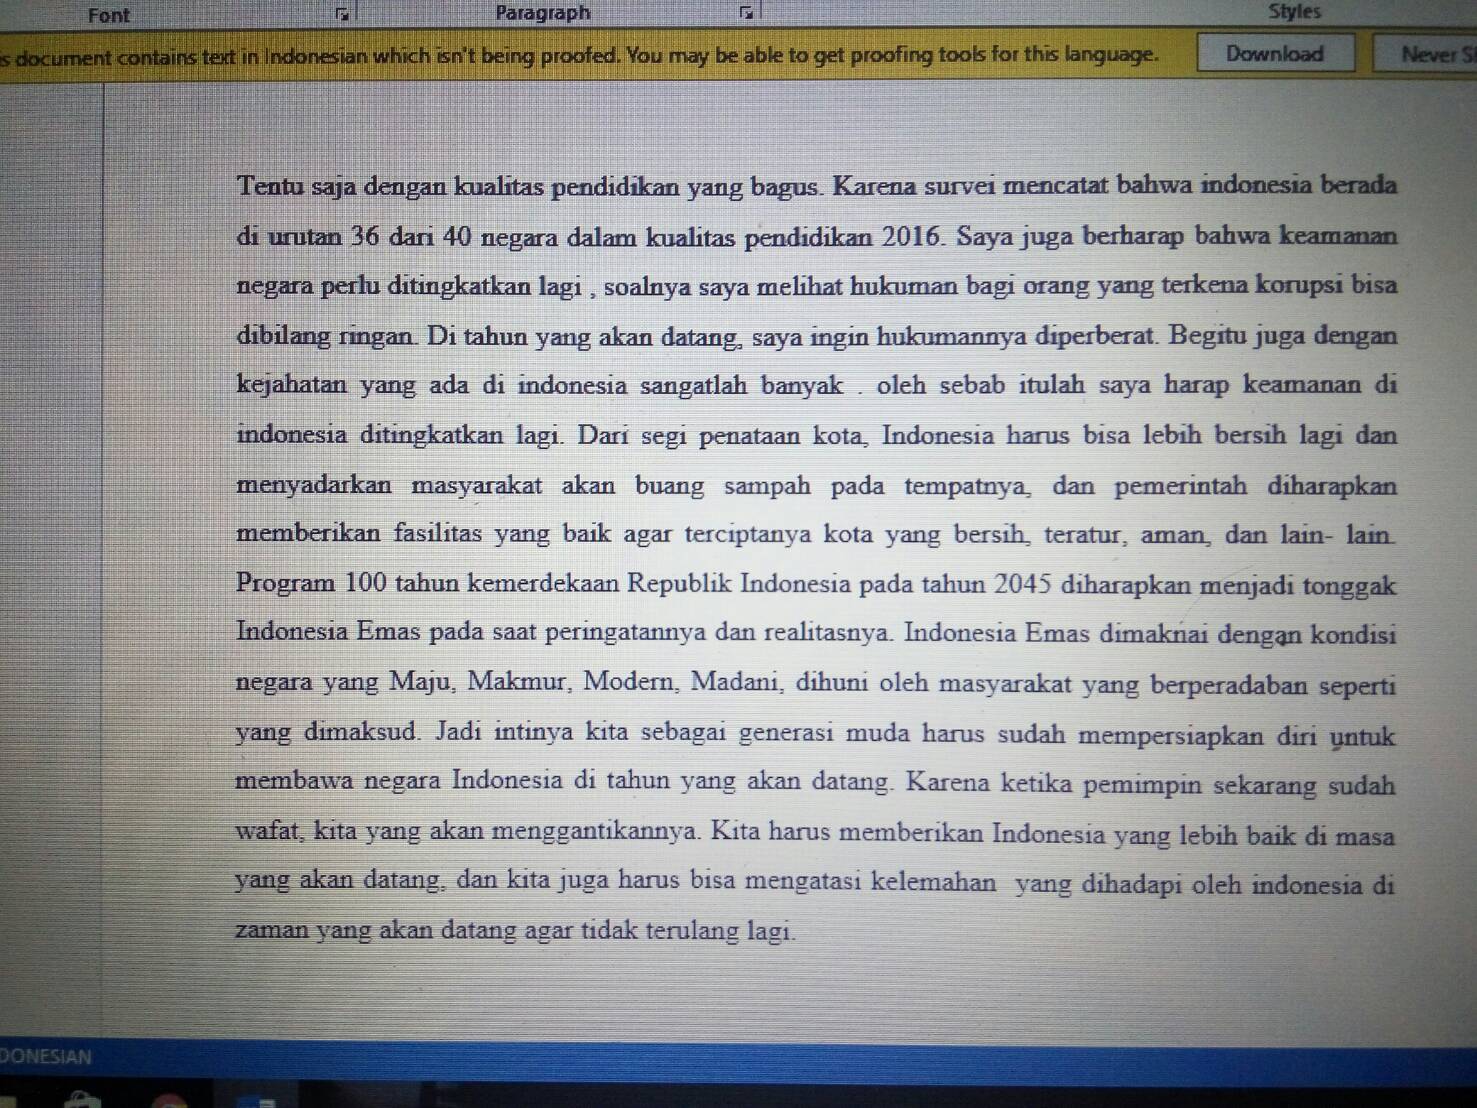 Font Paragraph Styles
s document contains text in Indonesian which isn't being proofed. You may be able to get proofing tools for this language. Download Never
Tentu saja dengan kualitas pendidikan yang bagus. Karena survei mencatat bahwa indonesia berada
di urutan 36 dari 40 negara dalam kualitas pendidikan 2016. Saya juga berharap bahwa keamanan
negara perlu ditingkatkan lagi , soalnya saya melihat hukuman bagi orang yang terkena korupsi bisa
dibilang ringan. Di tahun yang akan datang, saya ingin hukumannya diperberat. Begitu juga dengan
kejahatan yang ada di indonesia sangatlah banyak . oleh sebab itulah saya harap keamanan di
indonesia ditingkatkan lagi. Dari segi penataan kota, Indonesia harus bisa lebih bersih lagi dan
menyadarkan masyarakat akan buang sampah pada tempatnya, dan pemerintah diharapkan
memberikan fasilitas yang baik agar terciptanya kota yang bersih, teratur, aman, dan lain- lain.
Program 100 tahun kemerdekaan Republik Indonesia pada tahun 2045 diharapkan menjadi tonggak
Indonesia Emas pada saat peringatannya dan realitasnya. Indonesia Emas dimaknai dengan kondisi
negara yang Maju, Makmur, Modern, Madani, dihuni oleh masyarakat yang berperadaban seperti
yang dimaksud. Jadi intinya kita sebagai generasi muda harus sudah mempersiapkan diri untuk
membawa negara Indonesia di tahun yang akan datang. Karena ketika pemimpin sekarang sudah
wafat, kita yang akan menggantikannya. Kita harus memberikan Indonesia yang lebih baik di masa
yang akan datang, dan kita juga harus bisa mengatasi kelemahan yang dihadapi oleh indonesia di
zaman yang akan datang agar tidak terulang lagi.
DONESIAN